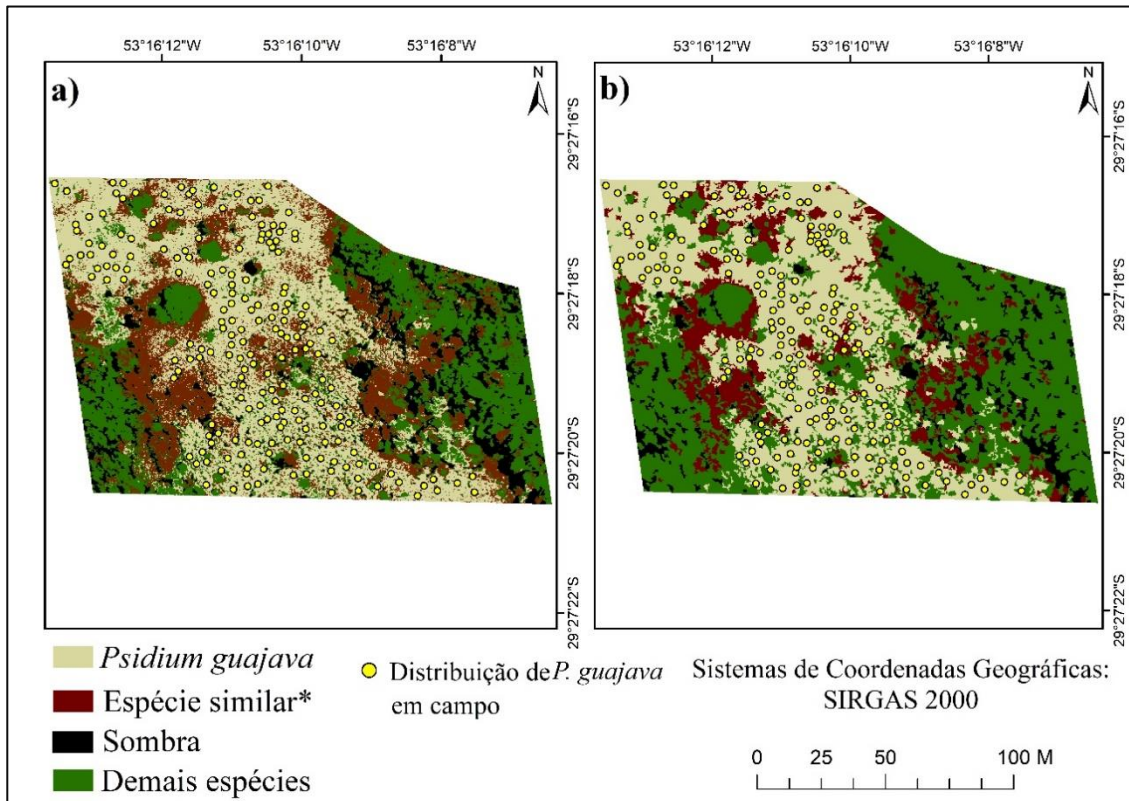 53°16'12"W 53°16'10"W 53°16'8"W
53°16'12"W 53°16'10"W 53°16'8"W
a)
N
29°27'16"S
29°27'18"S
29°27'20"S
29°27'22"S
b)
N
29°27'16"S
29°27'18"S
29°27'20"S
29°27'22"S
Psidium guajava
Espécie similar*
Sombra
Demais espécies
Distribuição de P. guajava
em campo
Sistemas de Coordenadas Geográficas:
SIRGAS 2000
0 25 50 100 M